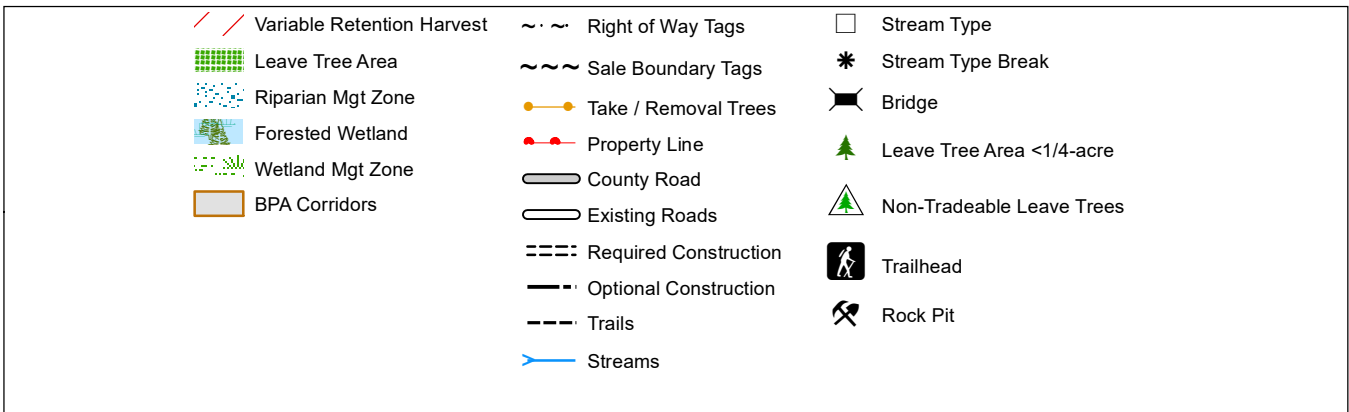 Variable Retention Harvest
Leave Tree Area
Riparian Mgt Zone
Forested Wetland
Wetland Mgt Zone
BPA Corridors
Right of Way Tags
Sale Boundary Tags
Take / Removal Trees
Property Line
County Road
Existing Roads
Required Construction
Optional Construction
Trails
Streams
Stream Type
Stream Type Break
Bridge
Leave Tree Area <1/4-acre
Non-Tradeable Leave Trees
Trailhead
Rock Pit